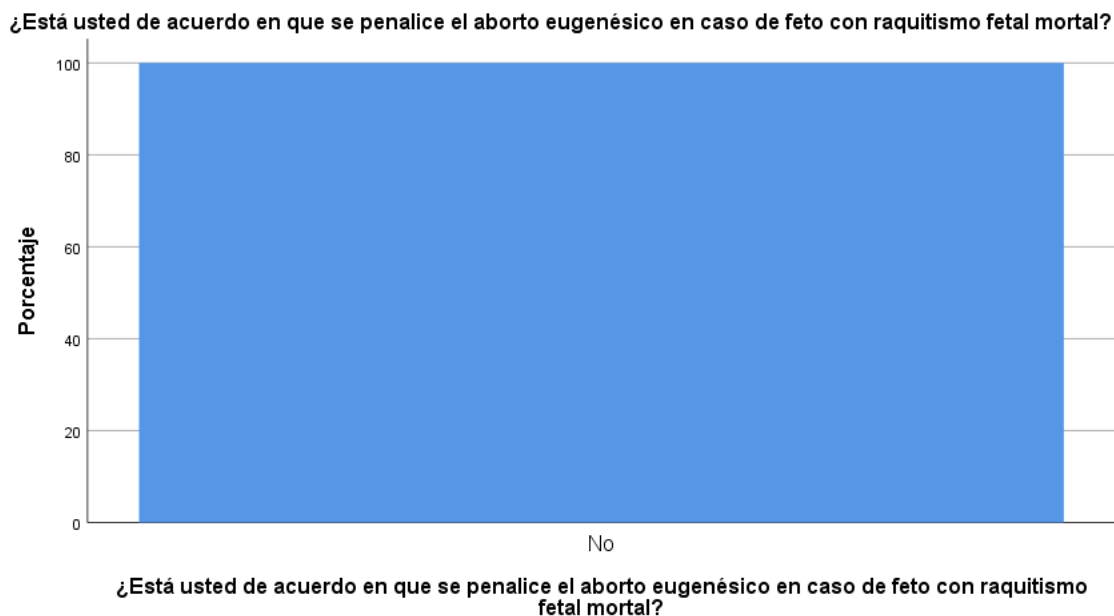 ¿Está usted de acuerdo en que se penalice el aborto eugenésico en caso de feto con raquitismo fetal mortal?
100
80
60
40
20
0
Porcentaje
No
¿Está usted de acuerdo en que se penalice el aborto eugenésico en caso de feto con raquitismo
fetal mortal?